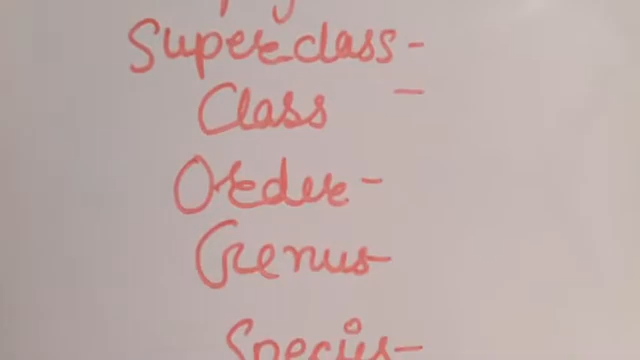 Superclass -
Class -
Order -
Genus -
Species -